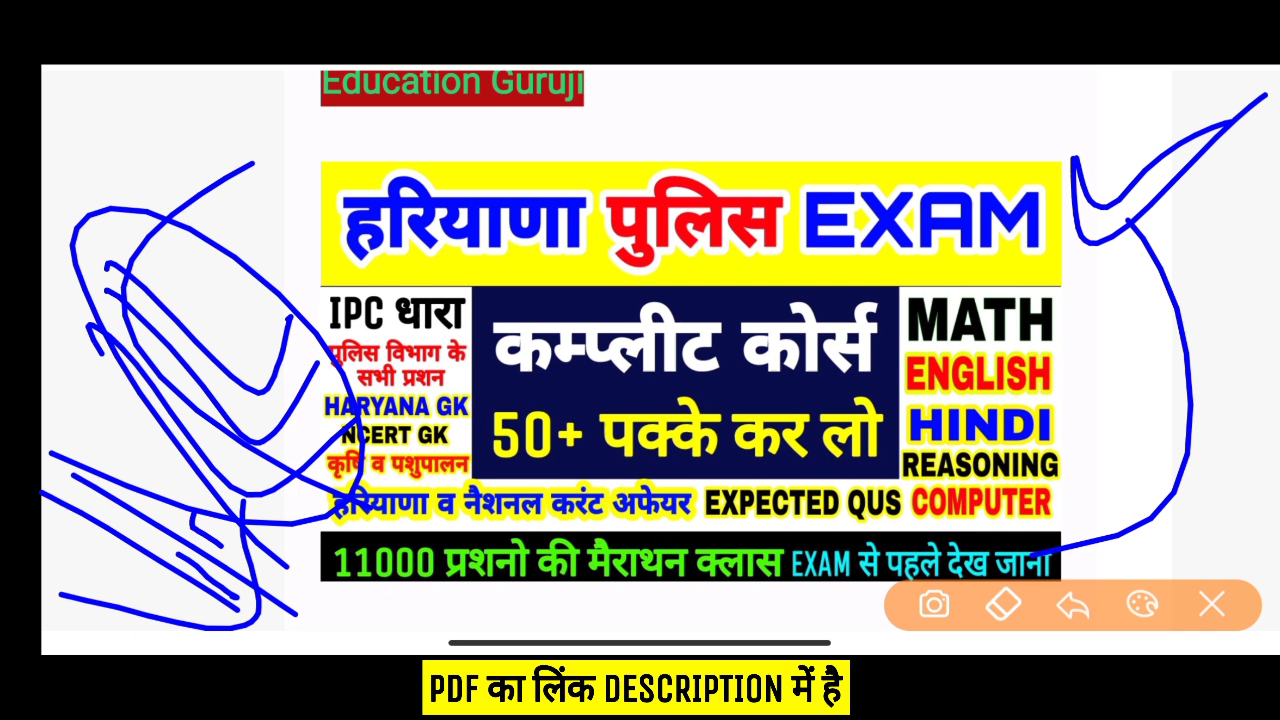 Education Guruji
हरियाणा पुलिस EXAM
IPC धारा
पुलिस विभाग के
सभी प्रशन
HARYANA GK
NCERT GK
कृषि व पशुपालन
कम्प्लीट कोर्स
50+ पक्के कर लो
MATH
ENGLISH
HINDI
REASONING
हरियाणा व नैशनल करंट अफेयर EXPECTED QUS COMPUTER
11000 प्रशनो की मैराथन क्लास EXAM से पहले देख जाना
PDF का लिंक DESCRIPTION में है